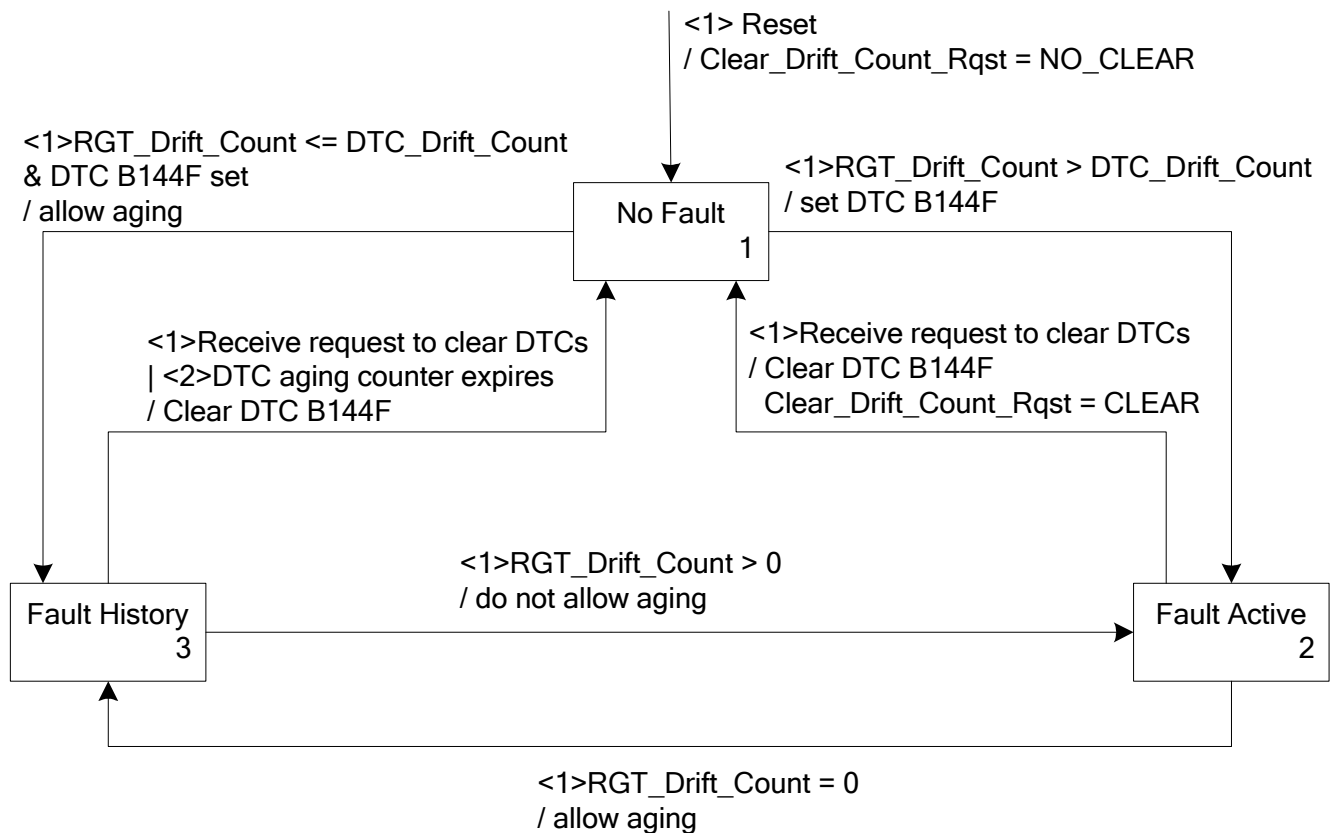 <1> Reset
/ Clear_Drift_Count_Rqst = NO_CLEAR
<1>RGT_Drift_Count <= DTC_Drift_Count
& DTC B144F set
/ allow aging
<1>RGT_Drift_Count > DTC_Drift_Count
/ set DTC B144F
No Fault
1
<1>Receive request to clear DTCs
| <2>DTC aging counter expires
/ Clear DTC B144F
<1>Receive request to clear DTCs
/ Clear DTC B144F
Clear_Drift_Count_Rqst = CLEAR
<1>RGT_Drift_Count > 0
/ do not allow aging
Fault History
3
Fault Active
2
<1>RGT_Drift_Count = 0
/ allow aging